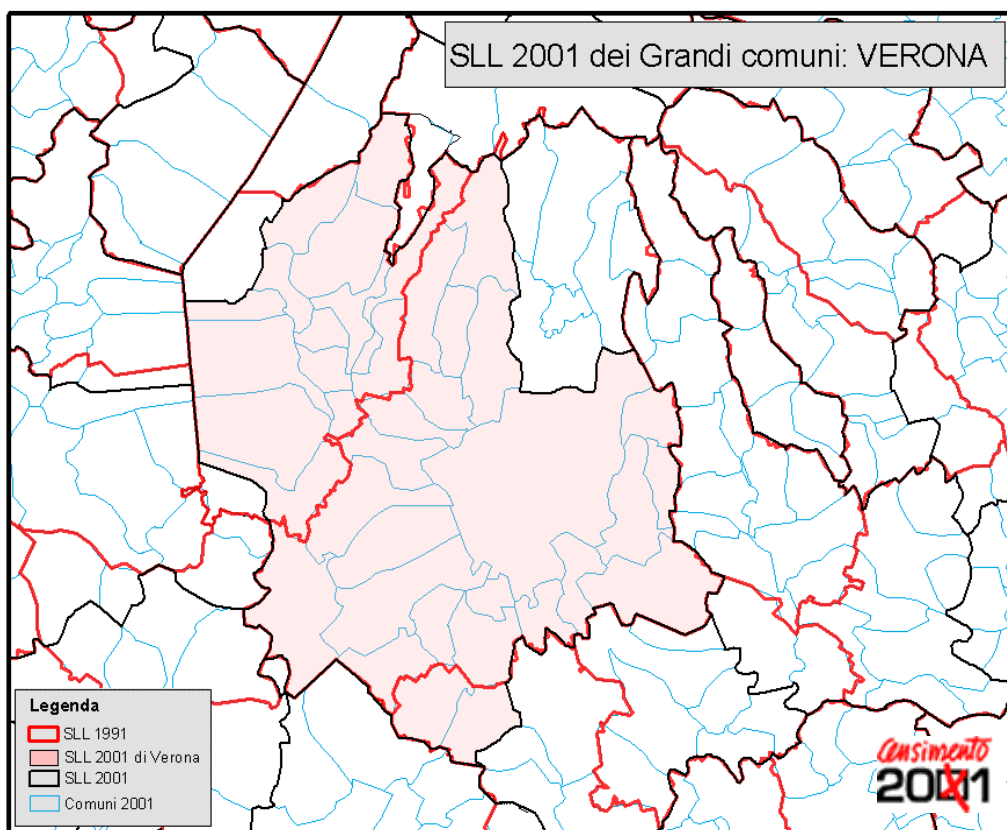 SLL 2001 dei Grandi comuni: VERONA
Legenda
SLL 1991
SLL 2001 di Verona
SLL 2001
Comuni 2001
Censimento
2001